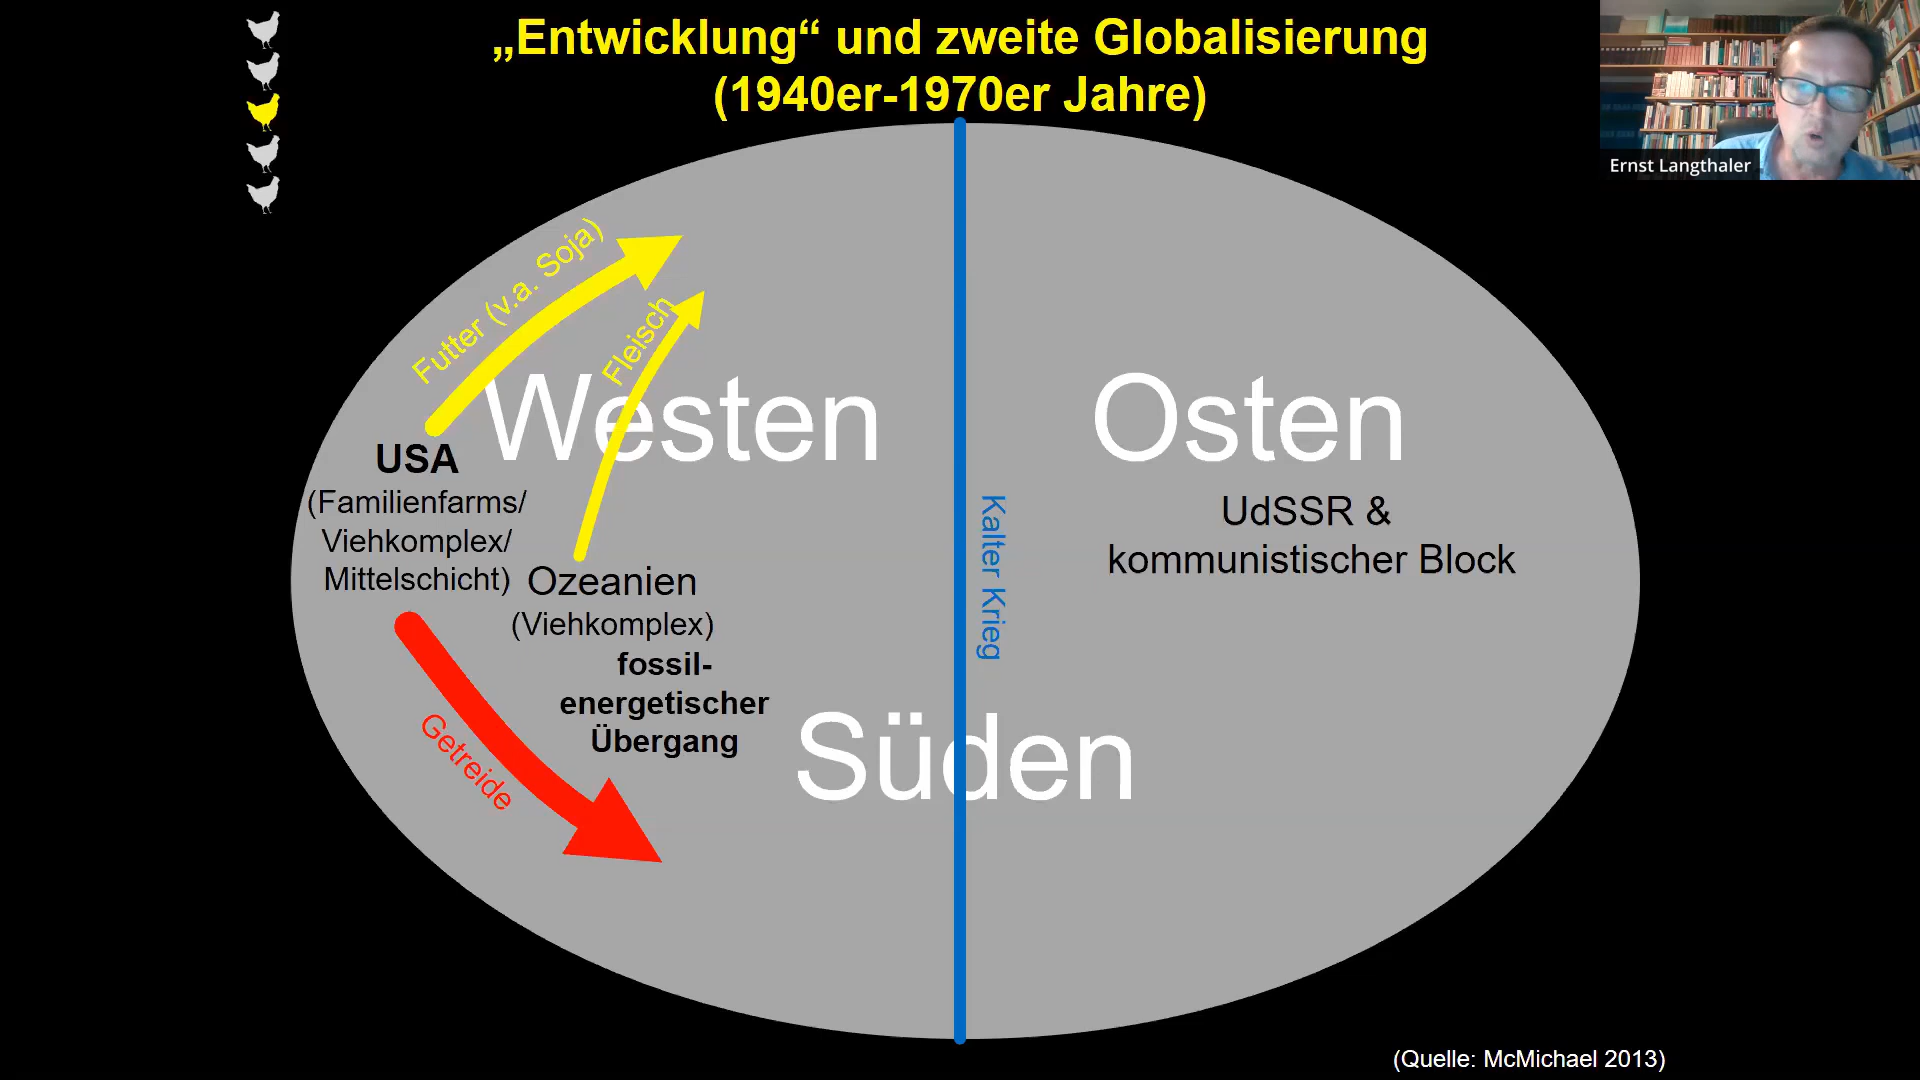 „Entwicklung“ und zweite Globalisierung
(1940er-1970er Jahre)
Ernst Langthaler
Futter (v.a. Soja)
Fleisch
Westen
Osten
USA
(Familienfarms/
Viehkomplex/
Mittelschicht)
Ozeanien
(Viehkomplex)
fossil-
energetischer
Übergang
Kalter Krieg
UdSSR &
kommunistischer Block
Getreide
Süden
(Quelle: McMichael 2013)